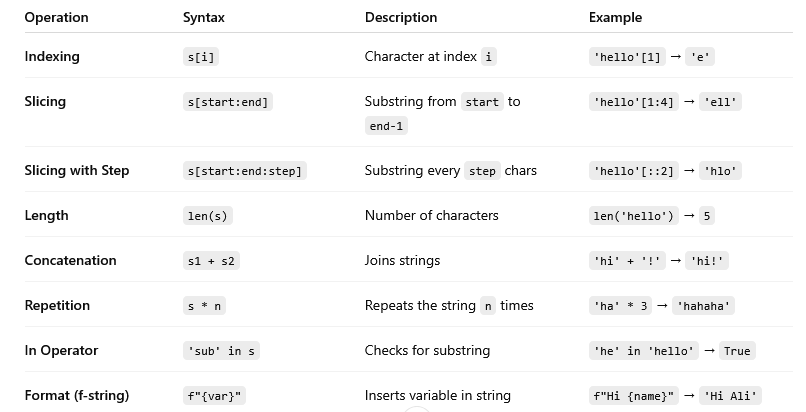 Operation Syntax Description Example
Indexing s[i] Character at index i 'hello'[1] → 'e'
Slicing s[start:end] Substring from start to 'hello'[1:4] → 'ell'
end-1
Slicing with Step s[start:end:step] Substring every step chars 'hello'[::2] → 'hlo'
Length len(s) Number of characters len('hello') → 5
Concatenation s1 + s2 Joins strings 'hi' + '!' → 'hi!'
Repetition s * n Repeats the string n times 'ha' * 3 → 'hahaha'
In Operator 'sub' in s Checks for substring 'he' in 'hello' → True
Format (f-string) f"{var}" Inserts variable in string f"Hi {name}" → 'Hi Ali'